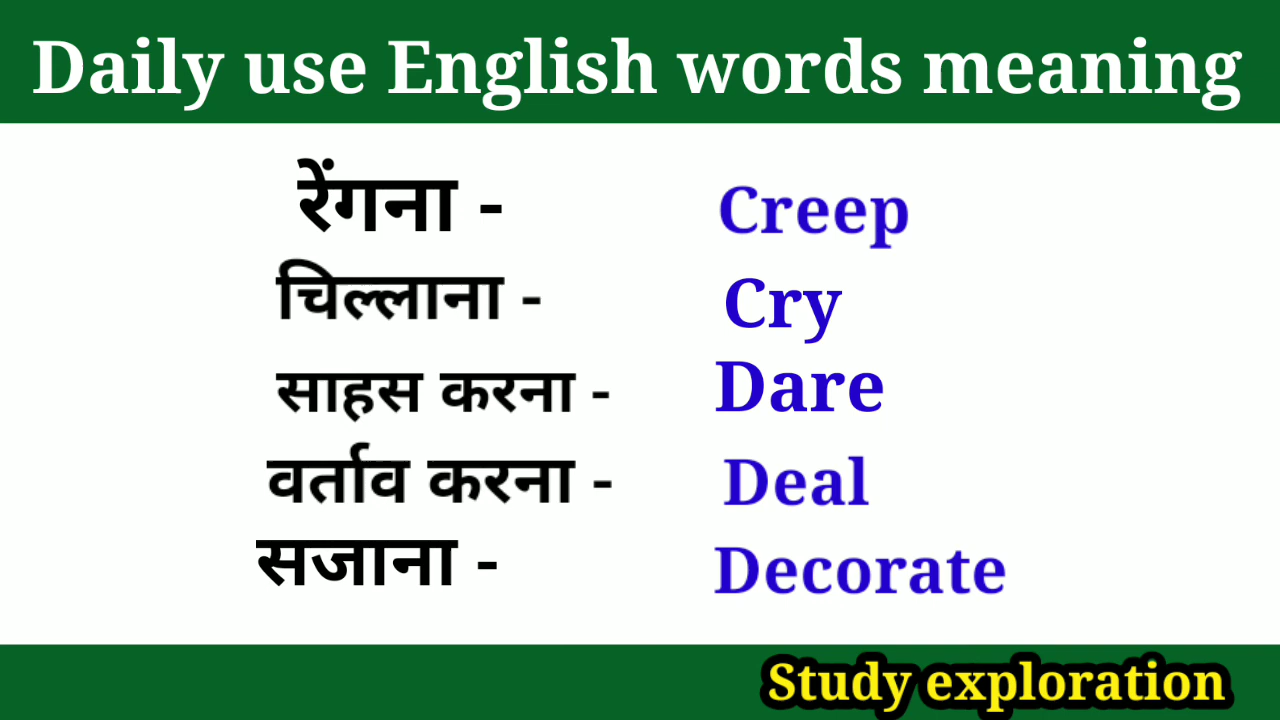 Daily use English words meaning
रेंगना - Creep
चिल्लाना - Cry
साहस करना - Dare
वर्ताव करना - Deal
सजाना - Decorate
Study exploration